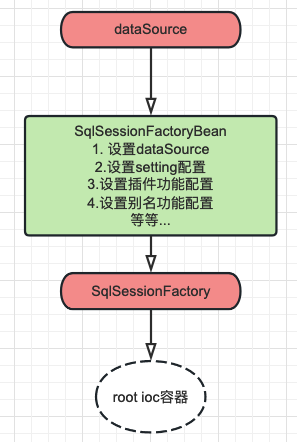 dataSource
SqlSessionFactoryBean
1. 设置dataSource
2.设置setting配置
3.设置插件功能配置
4.设置别名功能配置
等等...
SqlSessionFactory
root ioc容器